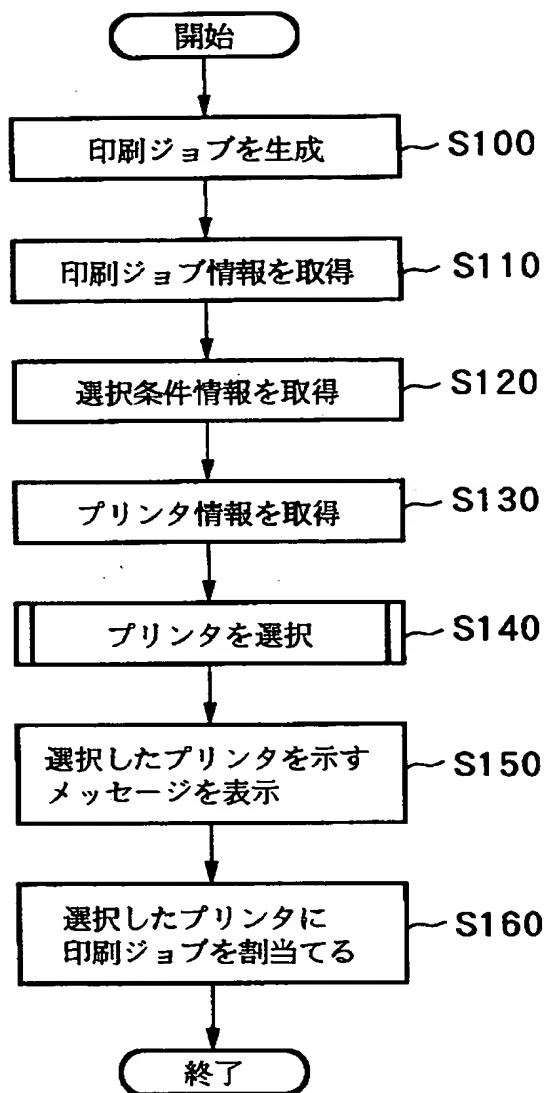 開始
印刷ジョブを生成
S100
印刷ジョブ情報を取得
S110
選択条件情報を取得
S120
プリンタ情報を取得
S130
プリンタを選択
S140
選択したプリンタを示す
メッセージを表示
S150
選択したプリンタに
印刷ジョブを割当てる
S160
終了